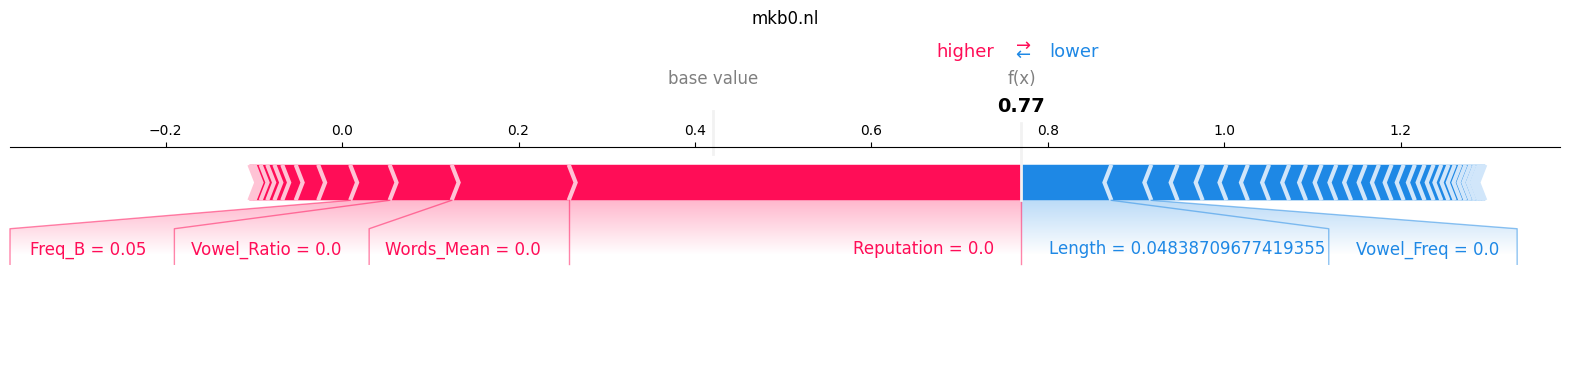 mkb0.nl
higher ⇄ lower
base value f(x)
0.77
−0.2 0.0 0.2 0.4 0.6 0.8 1.0 1.2
Freq_B = 0.05 Vowel_Ratio = 0.0 Words_Mean = 0.0 Reputation = 0.0 Length = 0.04838709677419355 Vowel_Freq = 0.0